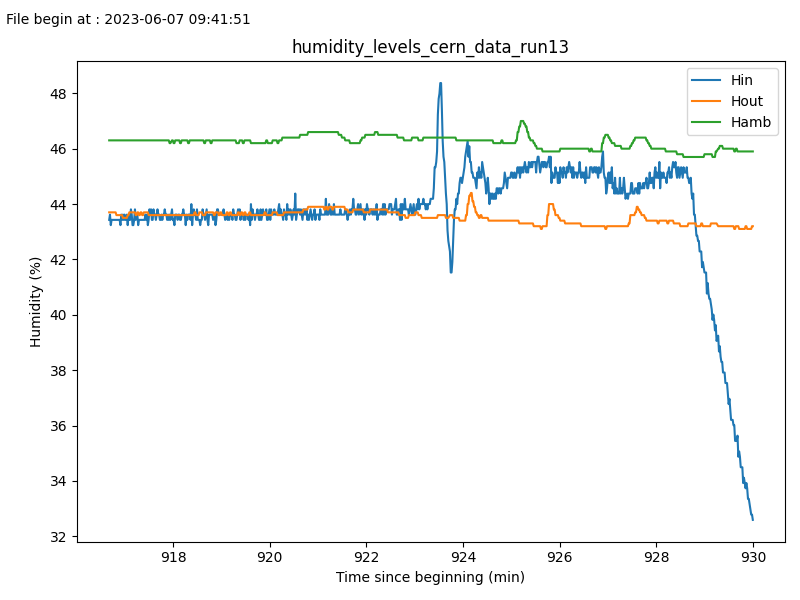 File begin at : 2023-06-07 09:41:51
humidity_levels_cern_data_run13
Hin
Hout
Hamb
48
46
44
42
40
38
36
34
32
Humidity (%)
918
920
922
924
926
928
930
Time since beginning (min)